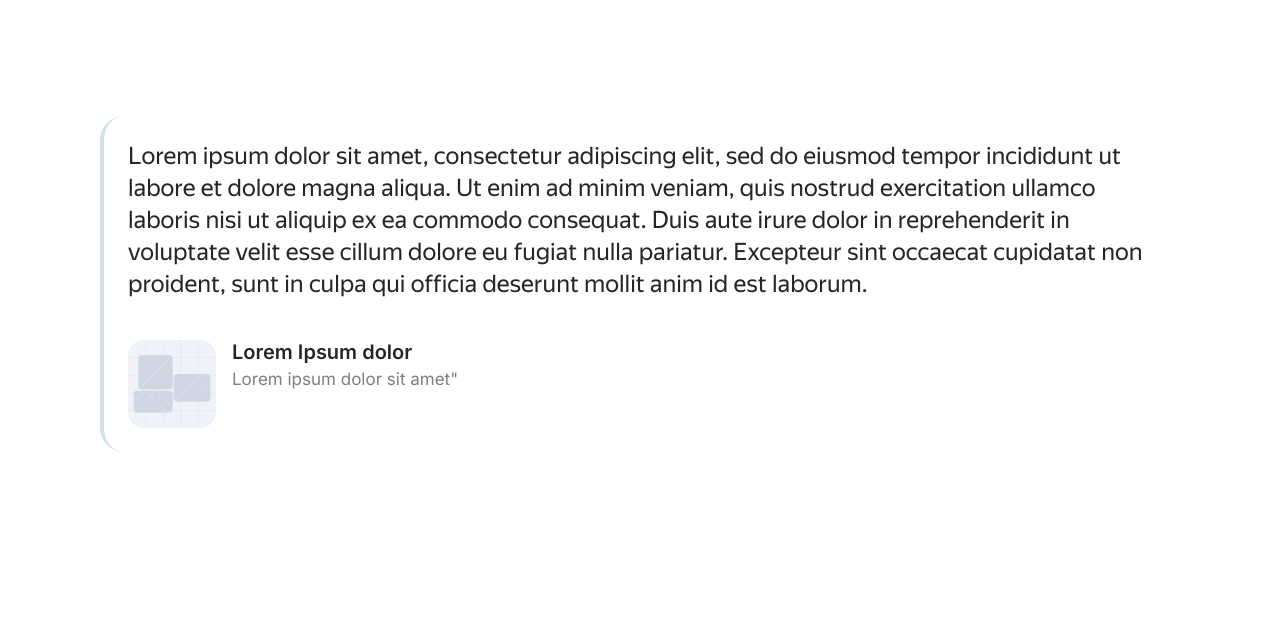 Lorem ipsum dolor sit amet, consectetur adipiscing elit, sed do eiusmod tempor incididunt ut
labore et dolore magna aliqua. Ut enim ad minim veniam, quis nostrud exercitation ullamco
laboris nisi ut aliquip ex ea commodo consequat. Duis aute irure dolor in reprehenderit in
voluptate velit esse cillum dolore eu fugiat nulla pariatur. Excepteur sint occaecat cupidatat non
proident, sunt in culpa qui officia deserunt mollit anim id est laborum.
Lorem Ipsum dolor
Lorem ipsum dolor sit amet"